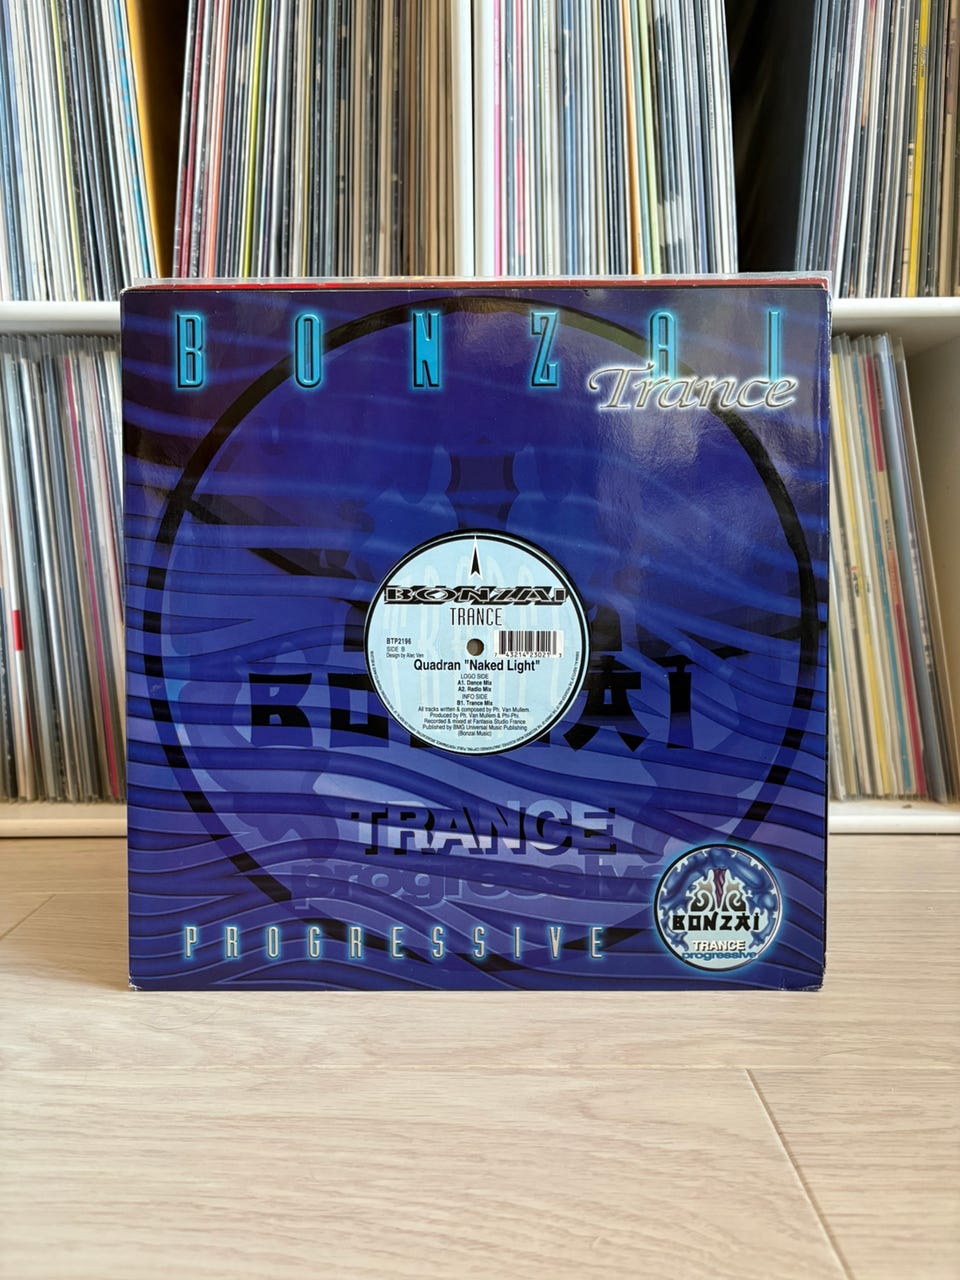 BONZAI
Trance
BONZAI
TRANCE
BTP2196
SIDE B
Design by Alec Van
Quadran "Naked Light"
LOGO SIDE
A1. Dance Mix
A2. Radio Mix
INFO SIDE
B1. Trance Mix
All tracks written & composed by Ph. Van Mullem.
Produced by Ph. Van Mullem & Phi-Phi.
Recorded & mixed at Fantasia Studio France
Published by BMG Universal Music Publishing
(Bonzai Music)
BONZAI
TRANCE
progressive
PROGRESSIVE
BONZAI
TRANCE
progressive